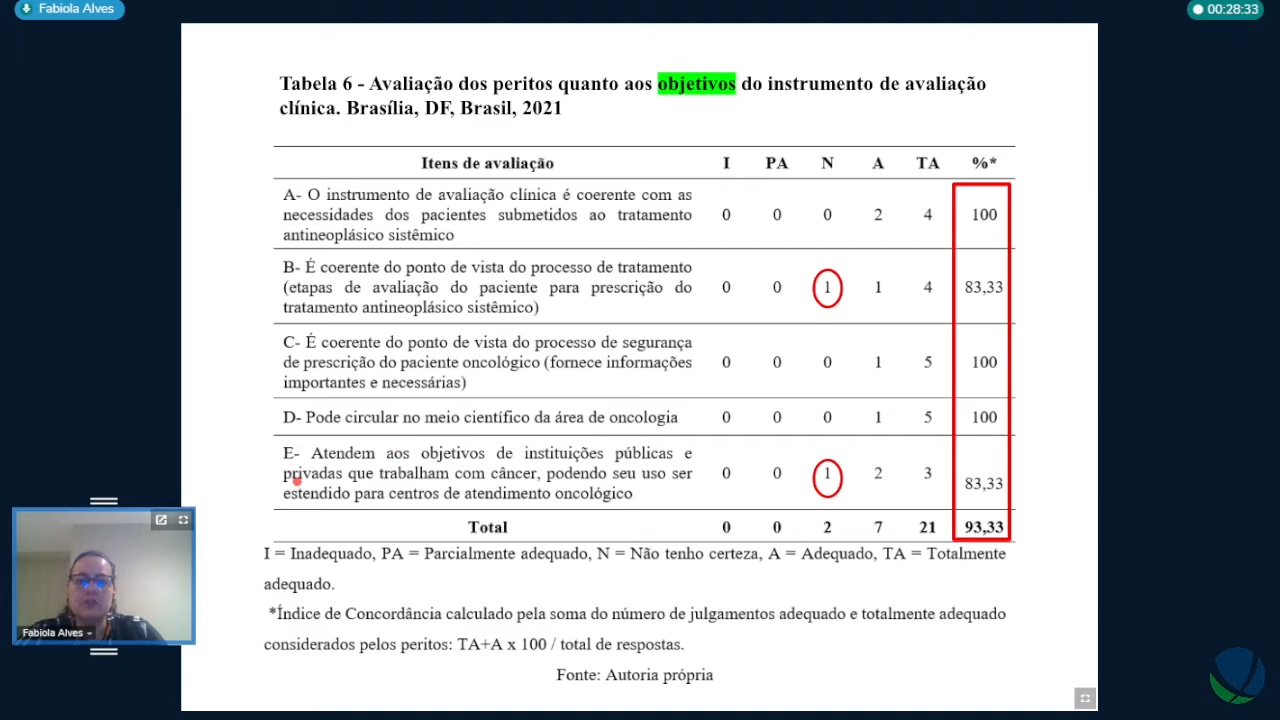 Fabiola Alves
00:28:33
Tabela 6 - Avaliação dos peritos quanto aos objetivos do instrumento de avaliação
clínica. Brasília, DF, Brasil, 2021
Itens de avaliação I PA N A TA %*
A- O instrumento de avaliação clínica é coerente com as
necessidades dos pacientes submetidos ao tratamento 0 0 0 2 4 100
antineoplásico sistêmico
B- É coerente do ponto de vista do processo de tratamento
(etapas de avaliação do paciente para prescrição do 0 0 1 1 4 83,33
tratamento antineoplásico sistêmico)
C- É coerente do ponto de vista do processo de segurança
de prescrição do paciente oncológico (fornece informações 0 0 0 1 5 100
importantes e necessárias)
D- Pode circular no meio científico da área de oncologia 0 0 0 1 5 100
E- Atendem aos objetivos de instituições públicas e
privadas que trabalham com câncer, podendo seu uso ser 0 0 1 2 3 83,33
estendido para centros de atendimento oncológico
Total 0 0 2 7 21 93,33
I = Inadequado, PA = Parcialmente adequado, N = Não tenho certeza, A = Adequado, TA = Totalmente
adequado.
*Índice de Concordância calculado pela soma do número de julgamentos adequado e totalmente adequado
considerados pelos peritos: TA+A x 100 / total de respostas.
Fonte: Autoria própria
Fabiola Alves